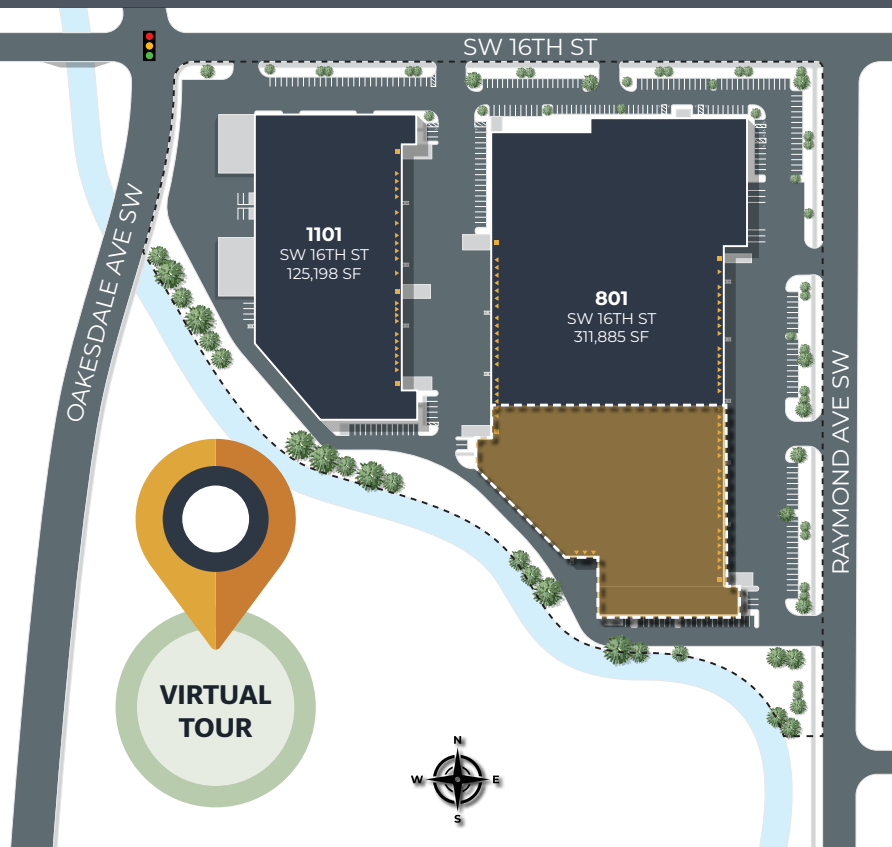 SW 16TH ST
OAKESDALE AVE SW
1101
SW 16TH ST
125,198 SF
801
SW 16TH ST
311,885 SF
RAYMOND AVE SW
VIRTUAL
TOUR
N
W
E
S